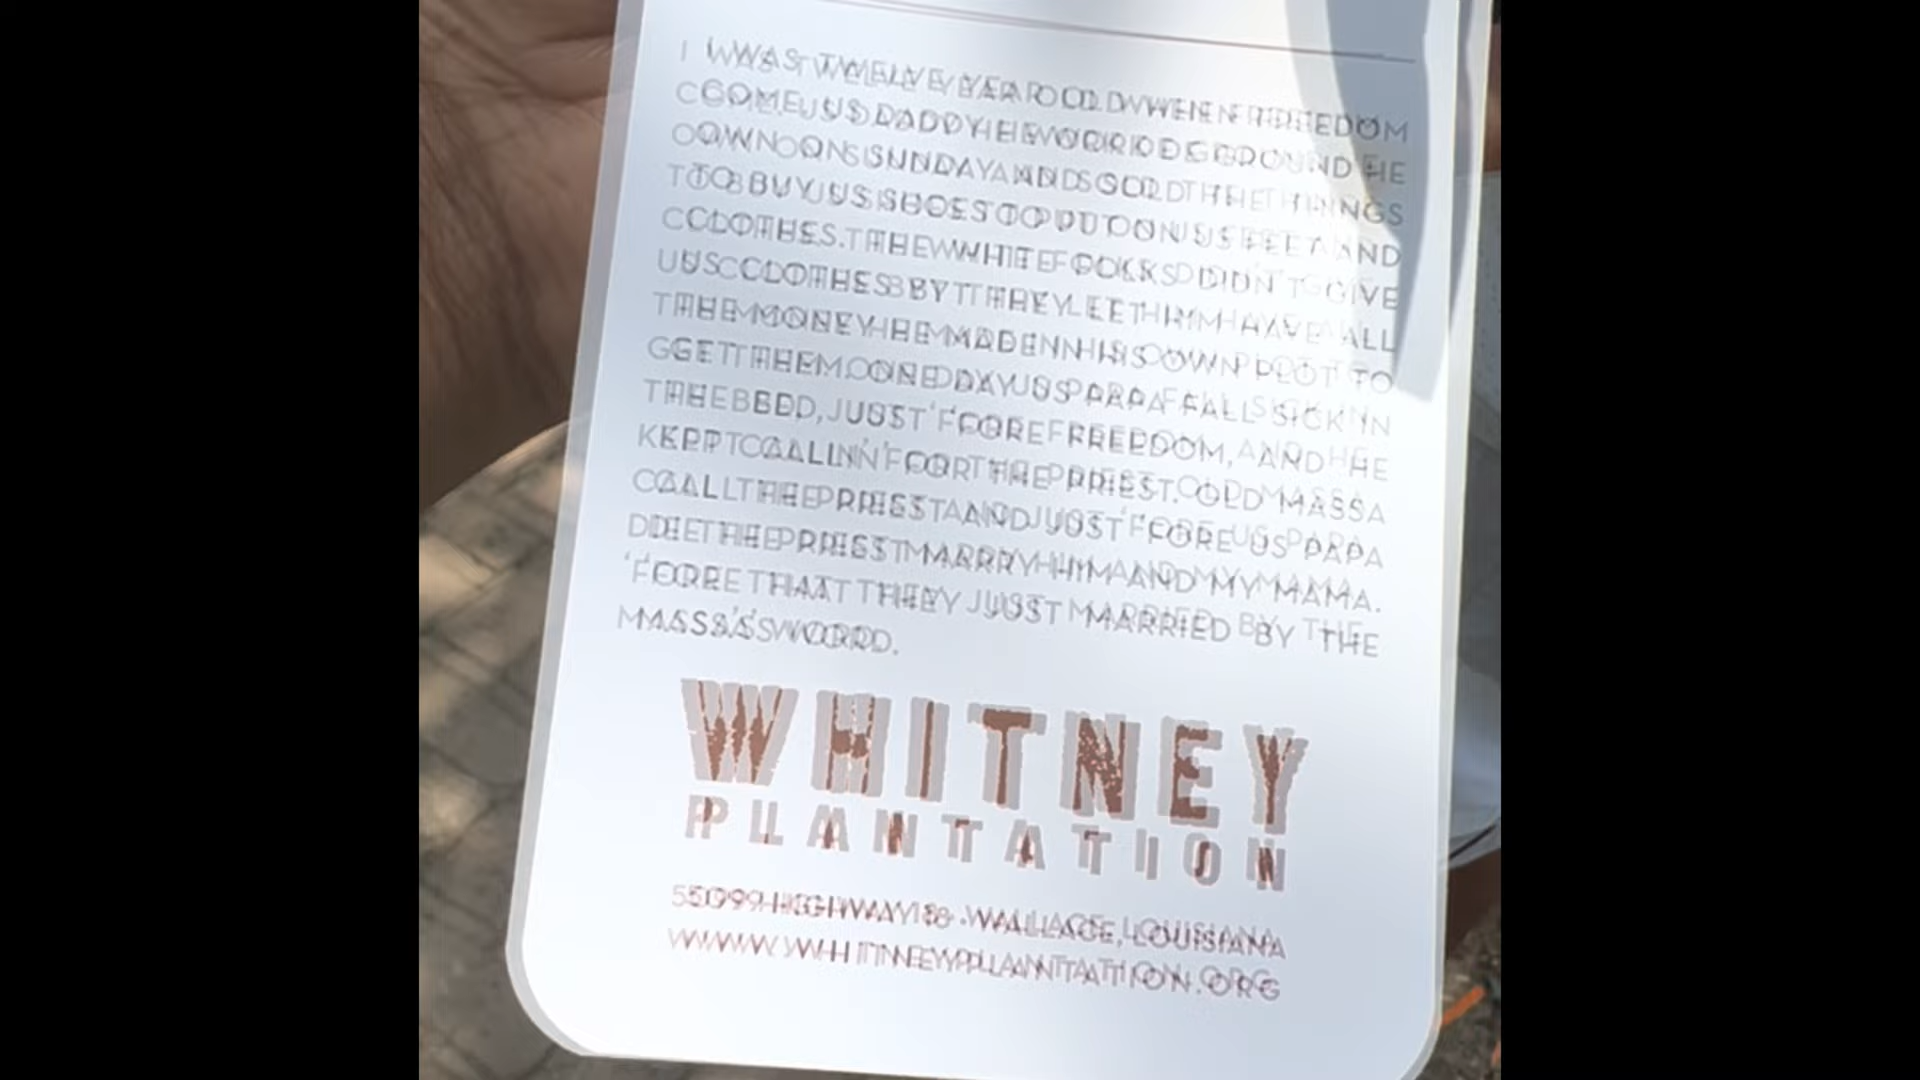 I WAS TWELVE YEAR OLD WHEN FREEDOM
COME. US DADDY HE WORKED GROUND HE
OWN ON SUNDAY AND SOLD THE THINGS
TO BUY US SHOES TO PUT ON US FEET AND
CLOTHES. THE WHITE FOLKS DIDN'T GIVE
US CLOTHES BY THEY LET HIM HAVE ALL
THE MONEY HE MADE IN HIS OWN PLOT TO
GET THEM. ONE DAY US PAPA FALL SICK IN
THE BED, JUST 'FORE FREEDOM, AND HE
KEPT CALLIN' FOR THE PRIEST. OLD MASSA
CALL THE PRIEST AND JUST 'FORE US PAPA
DIE THE PRIEST MARRY HIM AND MY MAMA.
'FORE THAT THEY JUST MARRIED BY THE
MASSA'S WORD.
WHITNEY
PLANTATION
5099 HIGHWAY 18 · WALLACE, LOUISIANA
WWW.WHITNEYPLANTATION.ORG